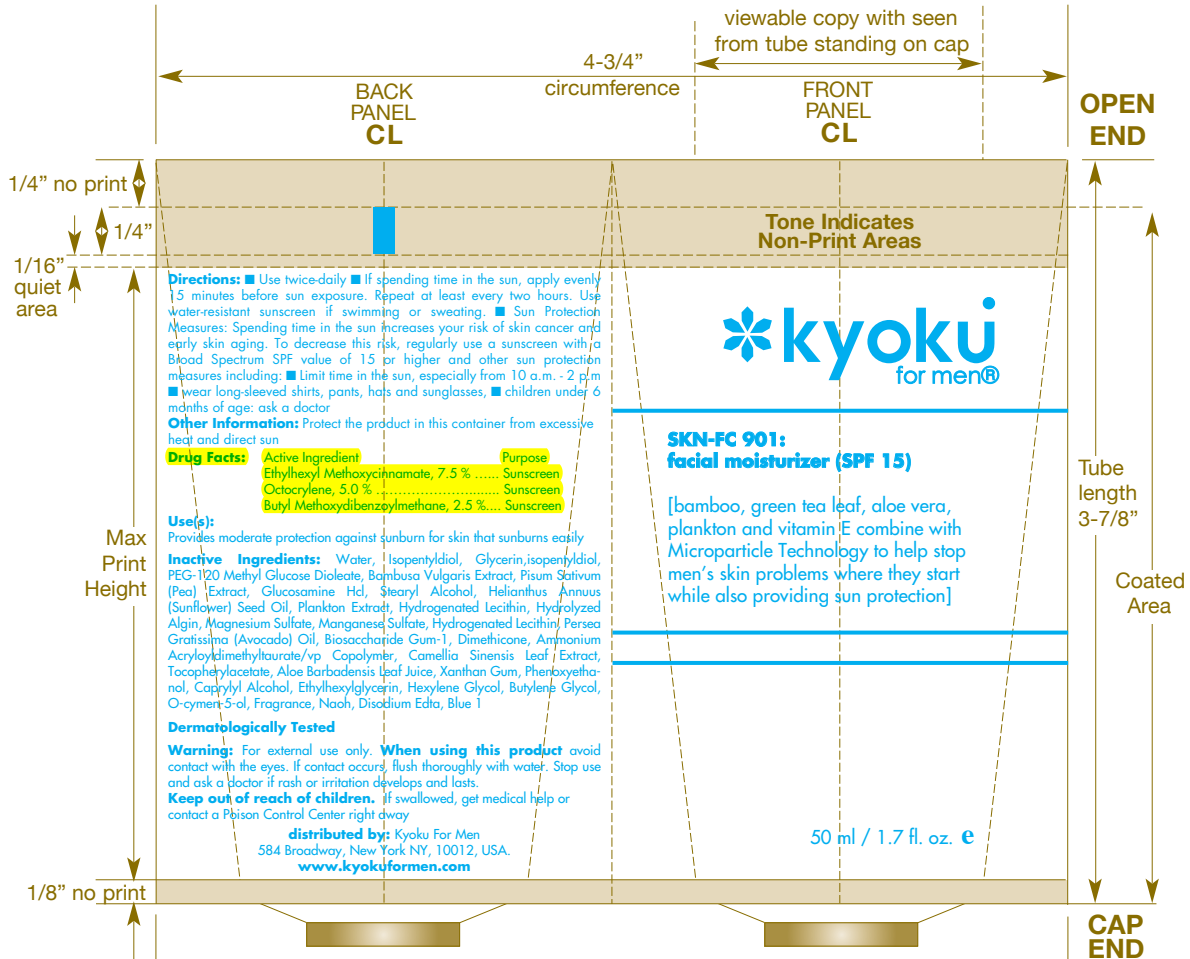 viewable copy with seen
from tube standing on cap
4-3/4”
circumference
BACK
PANEL
CL
FRONT
PANEL
CL
OPEN
END
1/4” no print
1/4”
1/16”
quiet
area
Tone Indicates
Non-Print Areas
Max
Print
Height
1/8” no print
Directions: ■ Use twice-daily ■ If spending time in the sun, apply evenly
15 minutes before sun exposure. Repeat at least every two hours. Use
water-resistant sunscreen if swimming or sweating. ■ Sun Protection
Measures: Spending time in the sun increases your risk of skin cancer and
early skin aging. To decrease this risk, regularly use a sunscreen with a
Broad Spectrum SPF value of 15 or higher and other sun protection
measures including: ■ Limit time in the sun, especially from 10 a.m. - 2 p.m
■ wear long-sleeved shirts, pants, hats and sunglasses, ■ children under 6
months of age: ask a doctor
Other Information: Protect the product in this container from excessive
heat and direct sun
Drug Facts: Active Ingredient Purpose
Ethylhexyl Methoxycinnamate, 7.5 % ...... Sunscreen
Octocrylene, 5.0 % ............................ Sunscreen
Butyl Methoxydibenzoylmethane, 2.5 %.... Sunscreen
Use(s):
Provides moderate protection against sunburn for skin that sunburns easily
Inactive Ingredients: Water, Isopentyldiol, Glycerin,isopentyldiol,
PEG-120 Methyl Glucose Dioleate, Bambusa Vulgaris Extract, Pisum Sativum
(Pea) Extract, Glucosamine Hcl, Stearyl Alcohol, Helianthus Annuus
(Sunflower) Seed Oil, Plankton Extract, Hydrogenated Lecithin, Hydrolyzed
Algin, Magnesium Sulfate, Manganese Sulfate, Hydrogenated Lecithin, Persea
Gratissima (Avocado) Oil, Biosaccharide Gum-1, Dimethicone, Ammonium
Acryloyldimethyltaurate/vp Copolymer, Camellia Sinensis Leaf Extract,
Tocopherylacetate, Aloe Barbadensis Leaf Juice, Xanthan Gum, Phenoxyetha-
nol, Caprylyl Alcohol, Ethylhexylglycerin, Hexylene Glycol, Butylene Glycol,
O-cymen-5-ol, Fragrance, Naoh, Disodium Edta, Blue 1
Dermatologically Tested
Warning: For external use only. When using this product avoid
contact with the eyes. If contact occurs, flush thoroughly with water. Stop use
and ask a doctor if rash or irritation develops and lasts.
Keep out of reach of children. If swallowed, get medical help or
contact a Poison Control Center right away
distributed by: Kyoku For Men
584 Broadway, New York NY, 10012, USA.
www.kyokuformen.com
kyoku
for men®
SKN-FC 901:
facial moisturizer (SPF 15)
[bamboo, green tea leaf, aloe vera,
plankton and vitamin E combine with
Microparticle Technology to help stop
men’s skin problems where they start
while also providing sun protection]
50 ml / 1.7 fl. oz. e
Tube
length
3-7/8”
Coated
Area
CAP
END